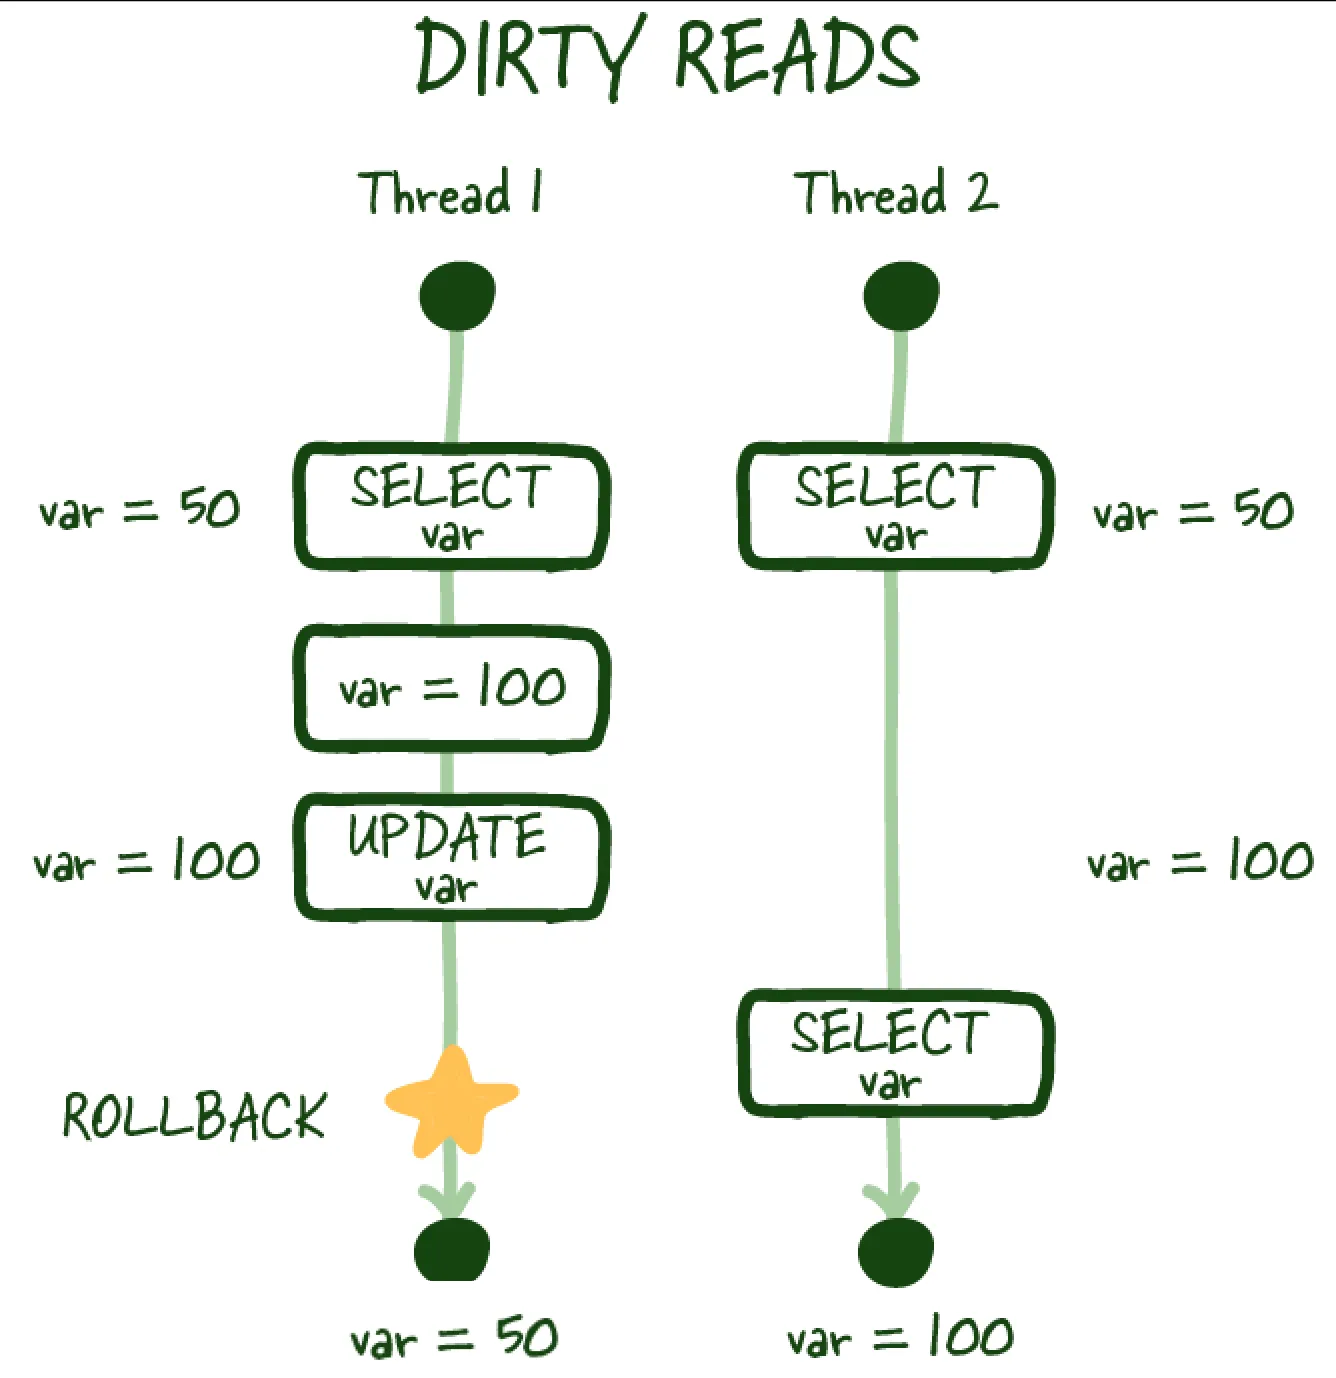 DIRTY READS
Thread 1
Thread 2
var = 50
SELECT
var
SELECT
var
var = 50
var = 100
var = 100
UPDATE
var
var = 100
SELECT
var
ROLLBACK
var = 50
var = 100